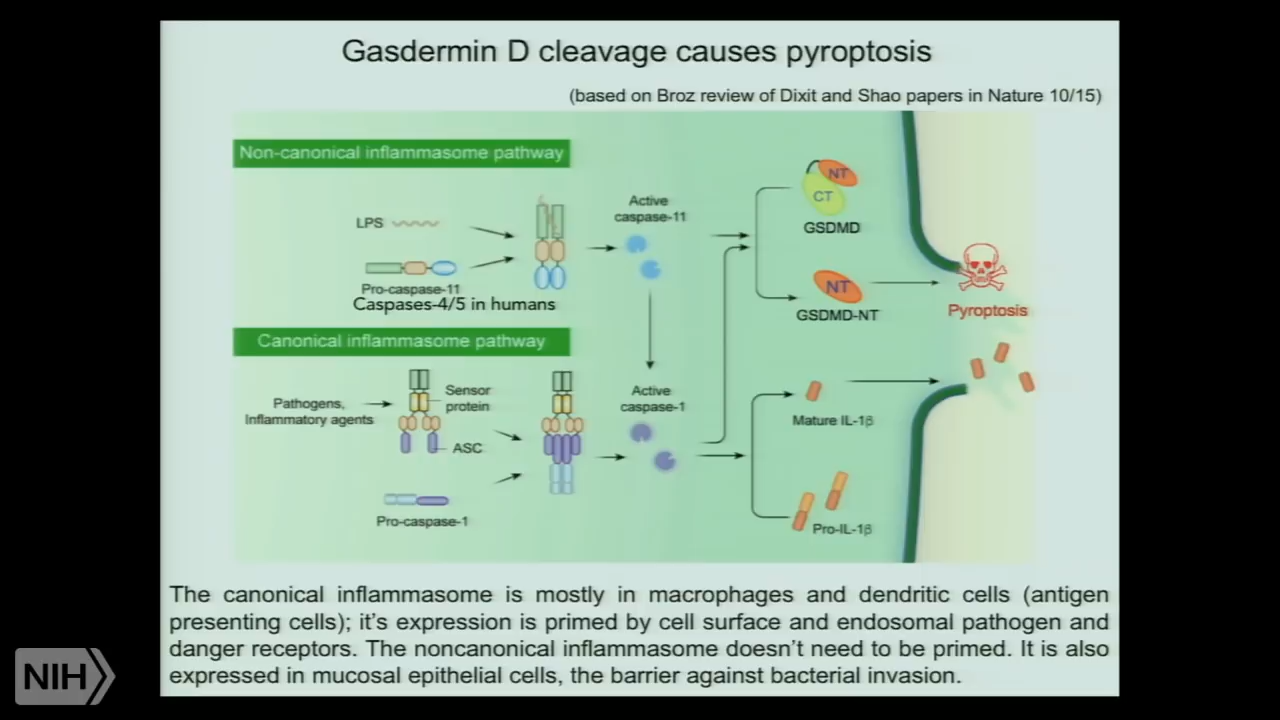 Gasdermin D cleavage causes pyroptosis
(based on Broz review of Dixit and Shao papers in Nature 10/15)
Non-canonical inflammasome pathway
LPS
Pro-caspase-11
Caspases-4/5 in humans
Active
caspase-11
NT
CT
GSDMD
NT
GSDMD-NT
Pyroptosis
Canonical inflammasome pathway
Pathogens,
Inflammatory agents
Sensor
protein
ASC
Pro-caspase-1
Active
caspase-1
Mature IL-1β
Pro-IL-1β
The canonical inflammasome is mostly in macrophages and dendritic cells (antigen
presenting cells); it's expression is primed by cell surface and endosomal pathogen and
danger receptors. The noncanonical inflammasome doesn't need to be primed. It is also
expressed in mucosal epithelial cells, the barrier against bacterial invasion.
NIH